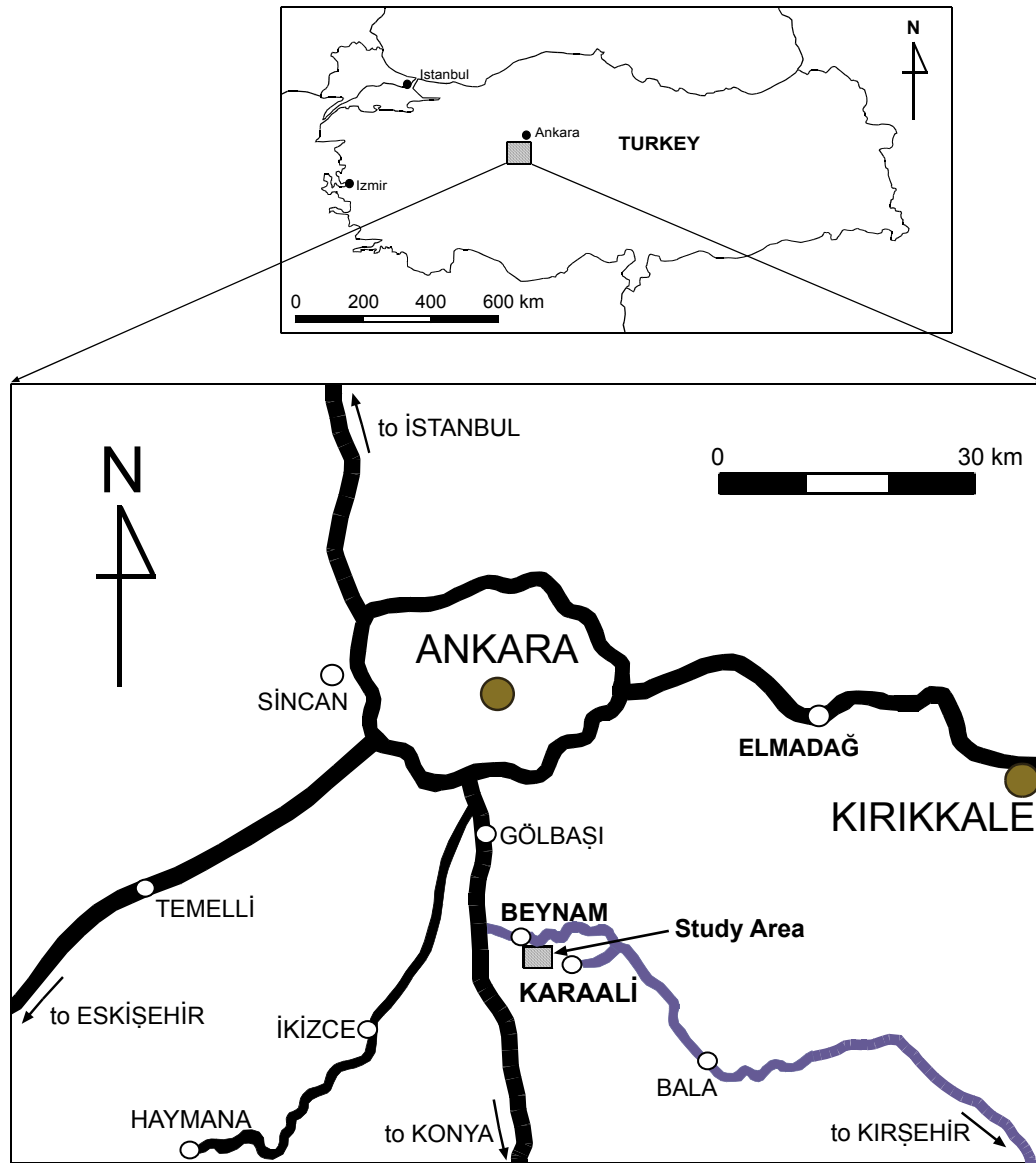 N
Istanbul
Ankara
TURKEY
Izmir
0 200 400 600 km
to İSTANBUL
0 30 km
N
ANKARA
SİNCAN
ELMADAĞ
KIRIKKALE
GÖLBAŞI
TEMELLİ
BEYNAM
Study Area
KARAALİ
to ESKİŞEHİR
İKİZCE
BALA
HAYMANA
to KONYA
to KIRŞEHİR